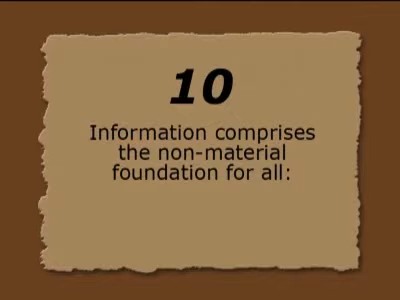 10
Information comprises
the non-material
foundation for all: